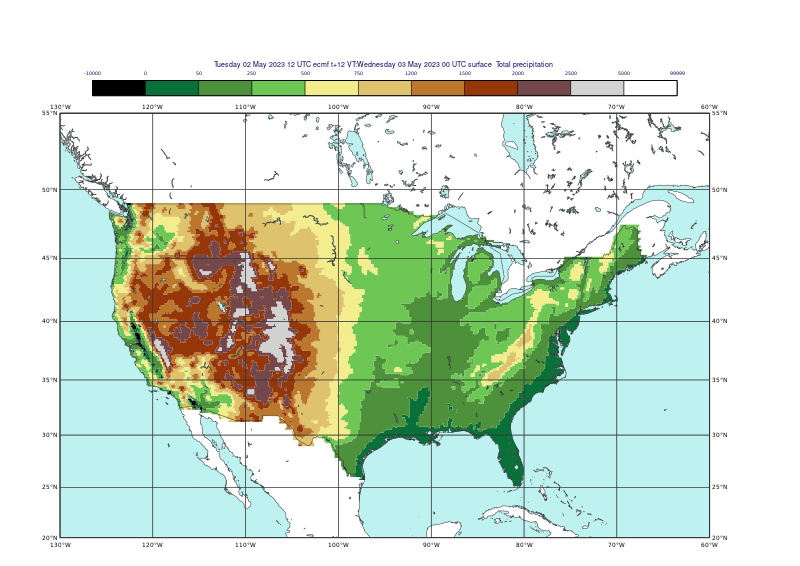 Tuesday 02 May 2023 12 UTC ecmf t+12 VT:Wednesday 03 May 2023 00 UTC surface  Total precipitation
-10000 0 50 250 500 750 1200 1500 2000 2500 5000 99999
130°W 120°W 110°W 100°W 90°W 80°W 70°W 60°W
55°N 55°N
50°N 50°N
45°N 45°N
40°N 40°N
35°N 35°N
30°N 30°N
25°N 25°N
20°N 20°N
130°W 120°W 110°W 100°W 90°W 80°W 70°W 60°W